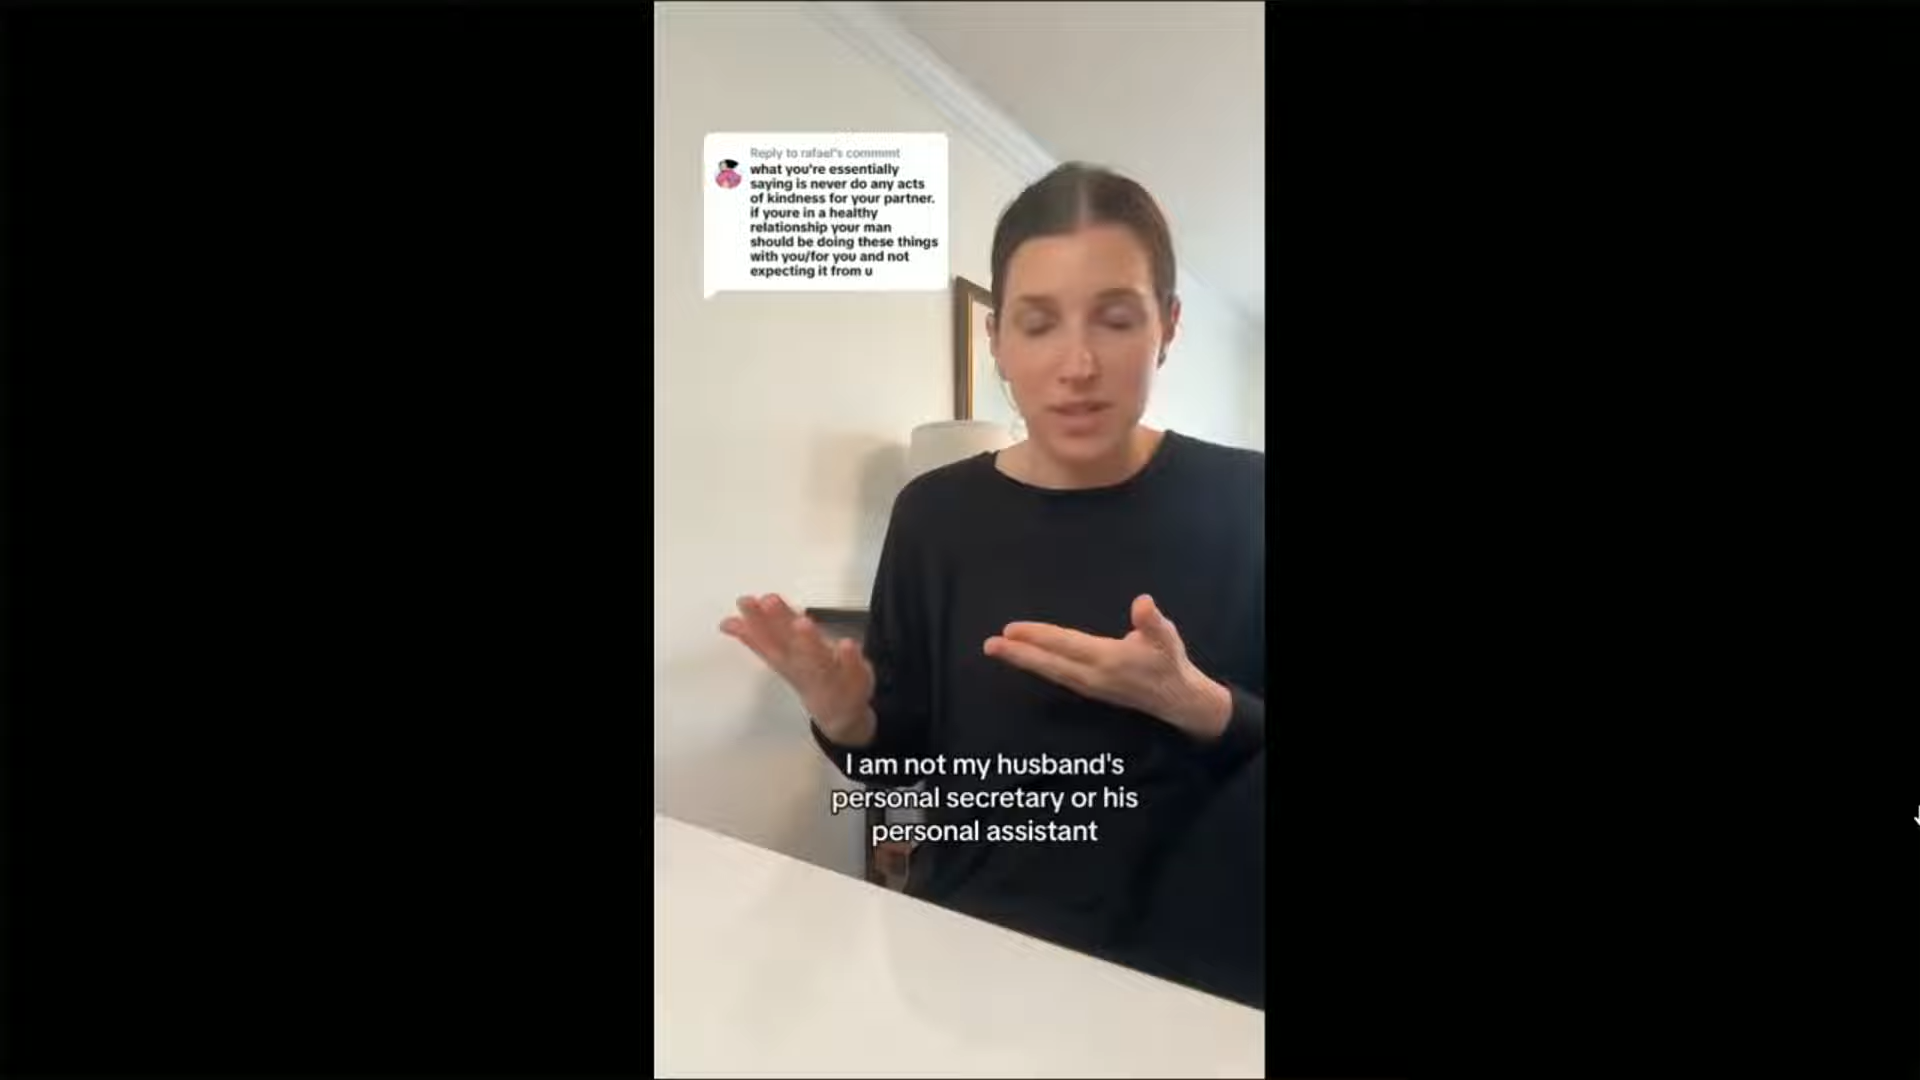 Reply to rafael's commmt
what you're essentially
saying is never do any acts
of kindness for your partner.
if youre in a healthy
relationship your man
should be doing these things
with you/for you and not
expecting it from u
I am not my husband's
personal secretary or his
personal assistant